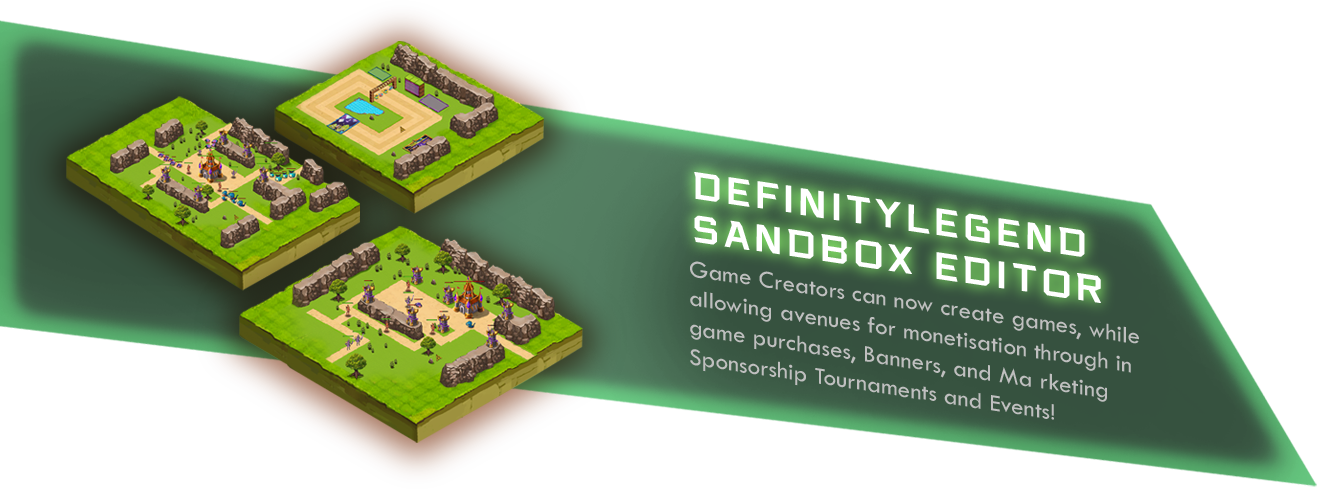 DEFINITYLEGEND
SANDBOX EDITOR
Game Creators can now create games, while
allowing avenues for monetisation through in
game purchases, Banners, and Ma rketing
Sponsorship Tournaments and Events!